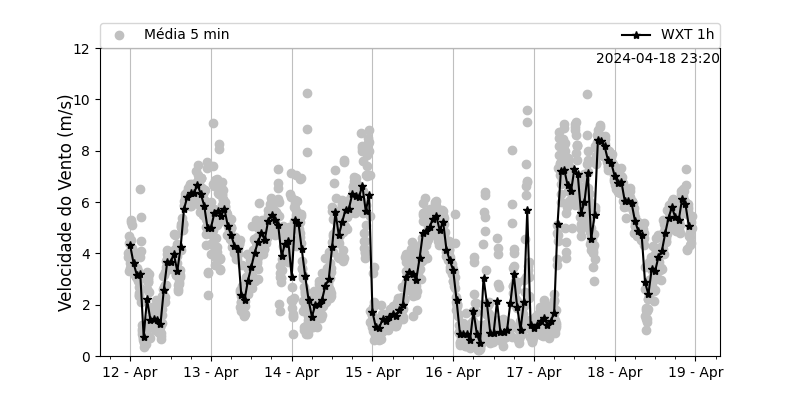 Média 5 min
WXT 1h
2024-04-18 23:20
Velocidade do Vento (m/s)
12
10
8
6
4
2
0
12 - Apr
13 - Apr
14 - Apr
15 - Apr
16 - Apr
17 - Apr
18 - Apr
19 - Apr